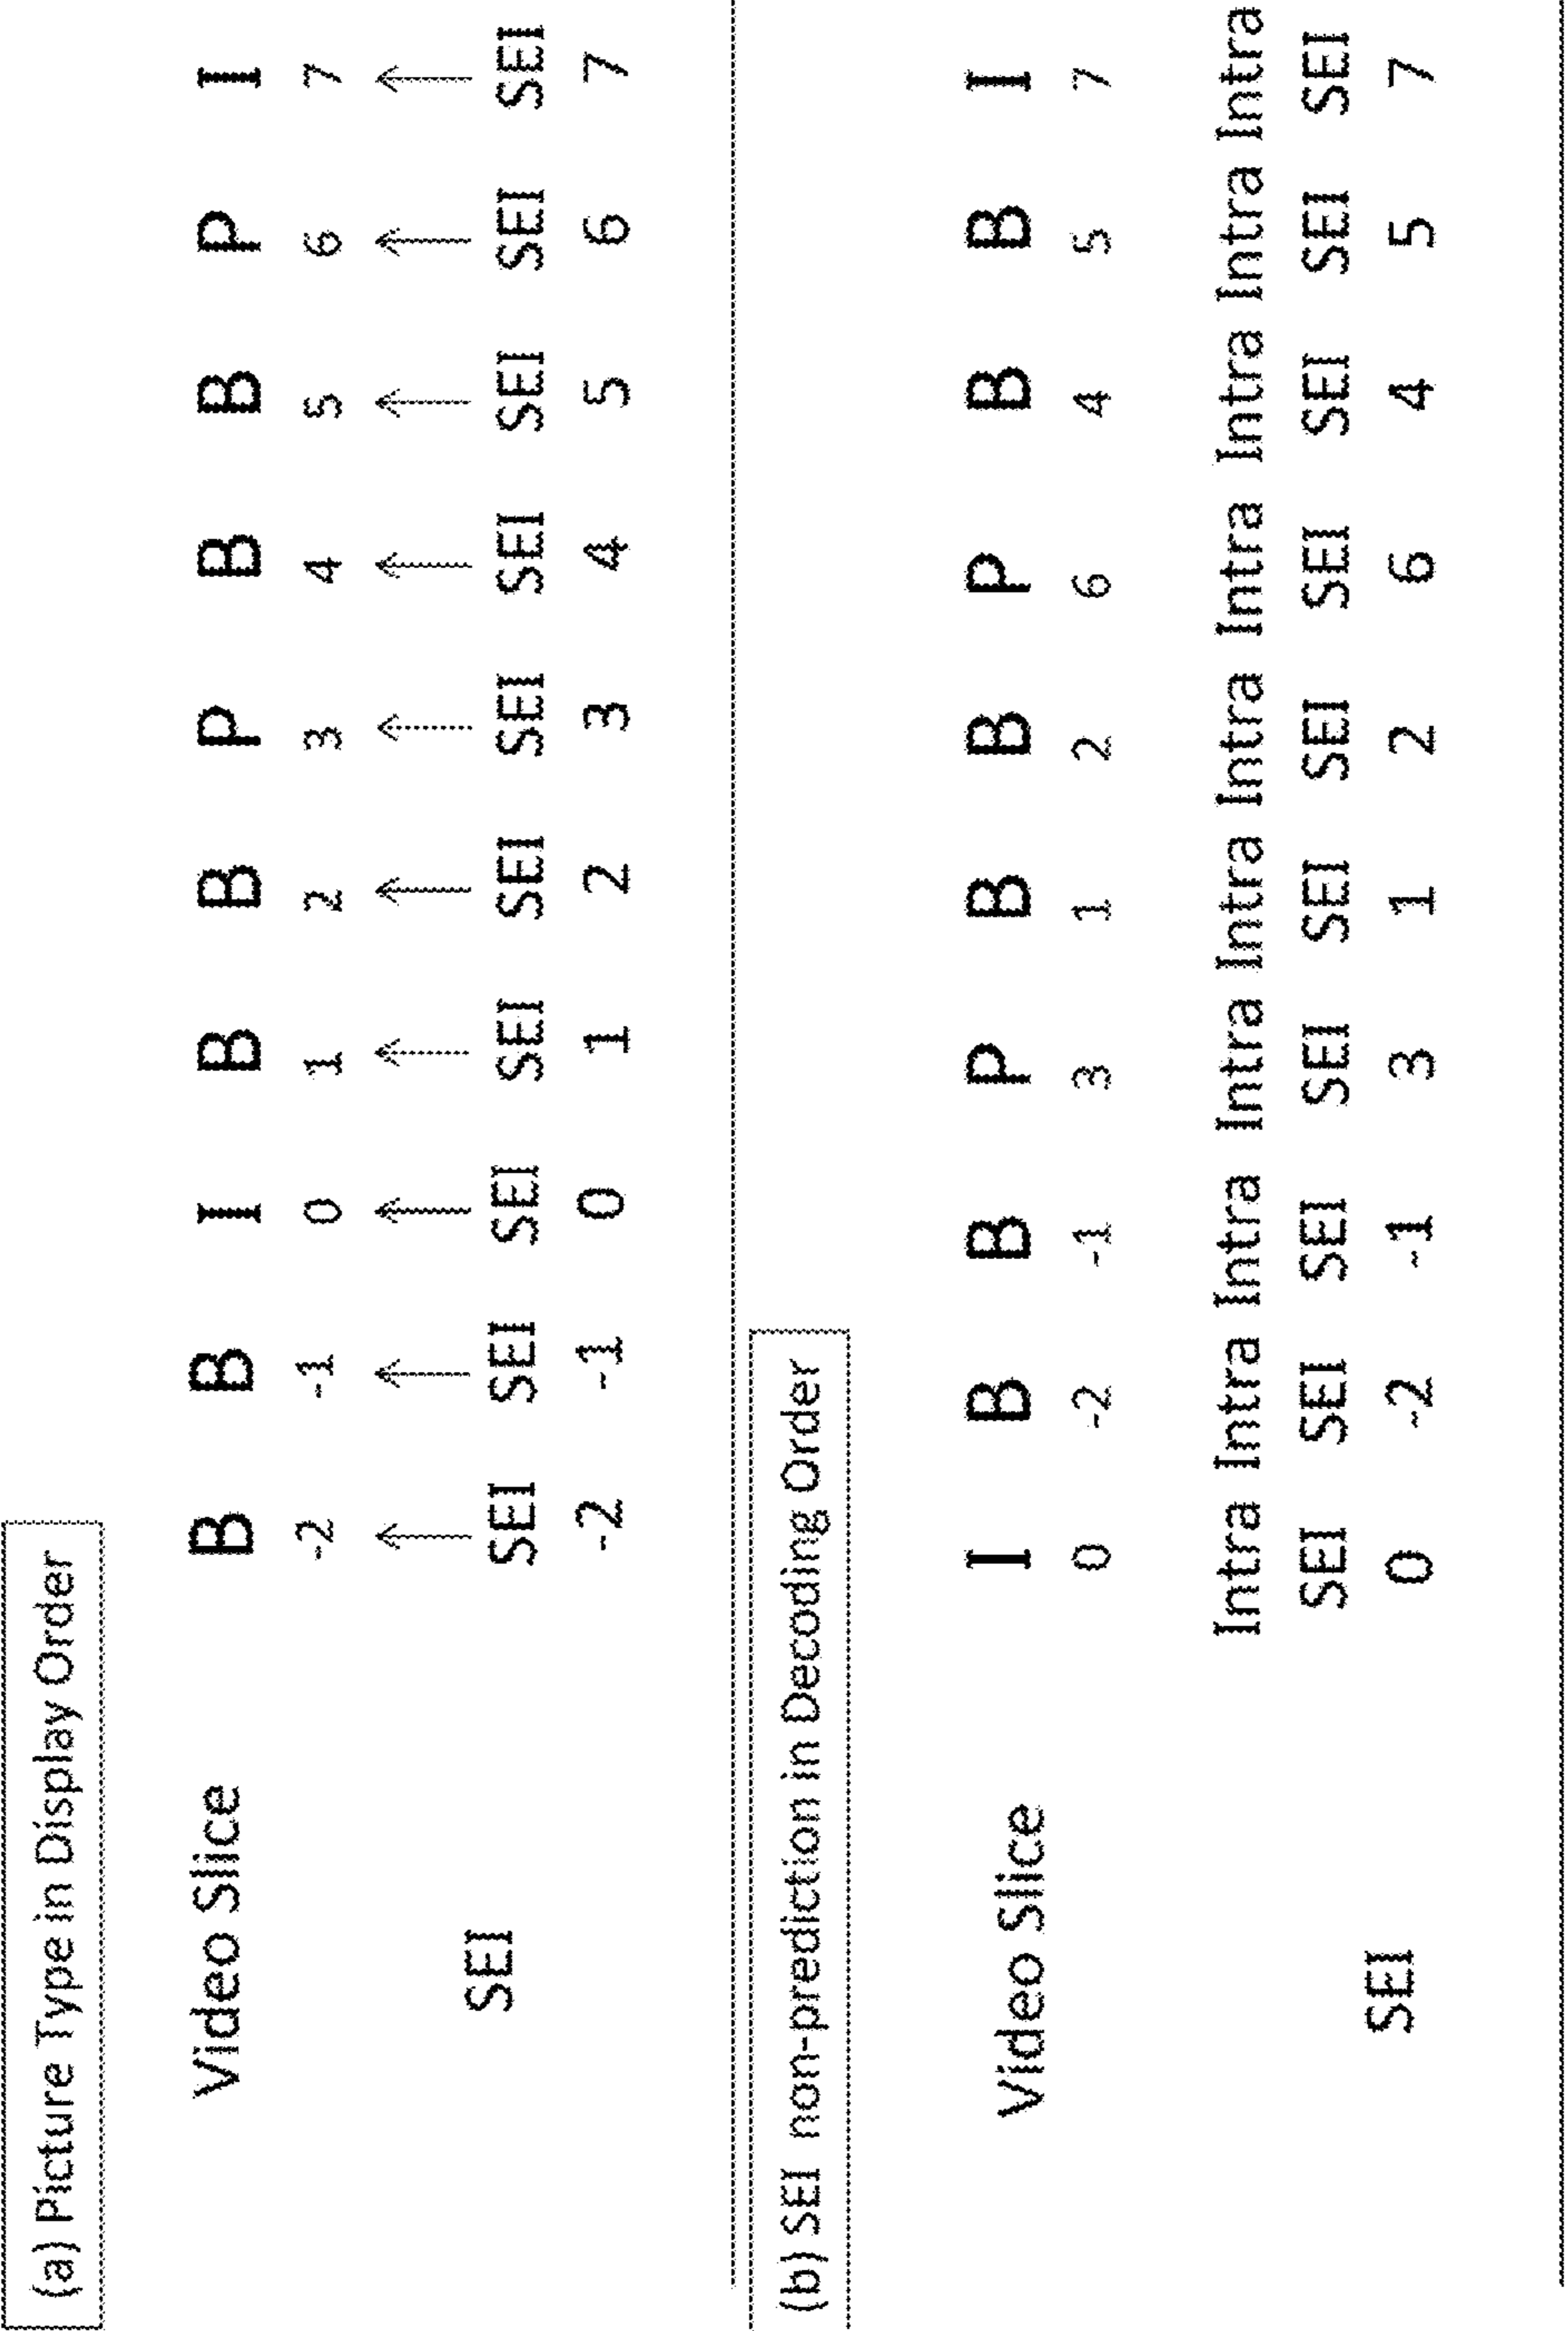 (a) Picture Type in Display Order
Video Slice B B I B B P B B P I
-2 -1 0 1 2 3 4 5 6 7
SEI SEI SEI SEI SEI SEI SEI SEI SEI SEI SEI
-2 -1 0 1 2 3 4 5 6 7
(b) SEI non-prediction in Decoding Order
Video Slice I B B P B B P B B I
0 -2 -1 3 1 2 6 4 5 7
Intra Intra Intra Intra Intra Intra Intra Intra Intra Intra
SEI SEI SEI SEI SEI SEI SEI SEI SEI SEI SEI
0 -2 -1 3 1 2 6 4 5 7